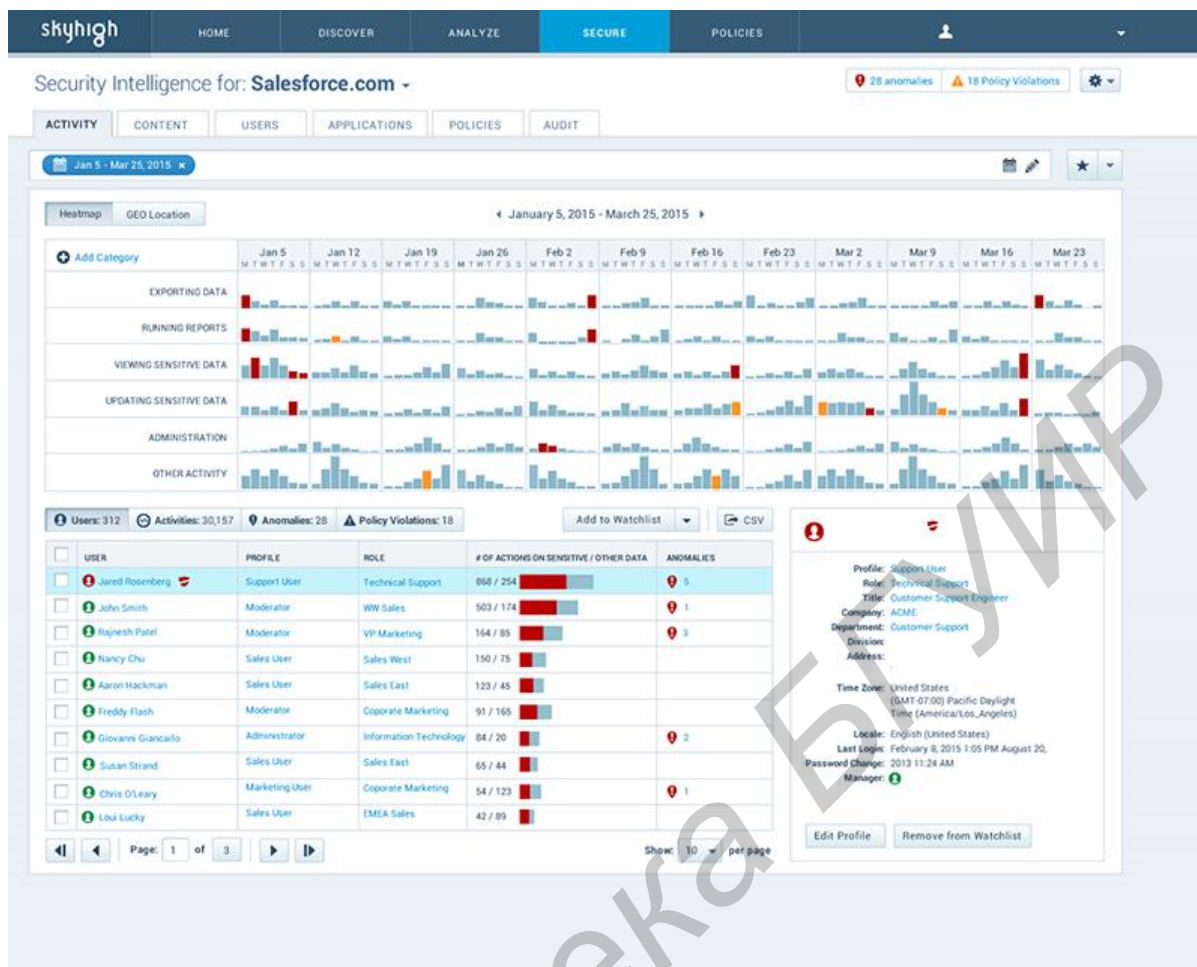 skyhigh HOME DISCOVER ANALYZE SECURE POLICIES
Security Intelligence for: Salesforce.com
28 anomalies 18 Policy Violations
ACTIVITY CONTENT USERS APPLICATIONS POLICIES AUDIT
Jan 5 - Mar 25, 2015 ×
Heatmap GEO Location
January 5, 2015 - March 25, 2015
Add Category
Jan 5 Jan 12 Jan 19 Jan 26 Feb 2 Feb 9 Feb 16 Feb 23 Mar 2 Mar 9 Mar 16 Mar 23
M T W T F S S M T W T F S S M T W T F S S M T W T F S S M T W T F S S M T W T F S S M T W T F S S M T W T F S S M T W T F S S M T W T F S S M T W T F S S M T W T F S S
EXPORTING DATA
RUNNING REPORTS
VIEWING SENSITIVE DATA
UPDATING SENSITIVE DATA
ADMINISTRATION
OTHER ACTIVITY
Users: 312 Activities: 30,157 Anomalies: 28 Policy Violations: 18 Add to Watchlist CSV
USER PROFILE ROLE # OF ACTIONS ON SENSITIVE / OTHER DATA ANOMALIES
Jared Rosenberg Support User Technical Support 868 / 254 5
John Smith Moderator WW Sales 503 / 174 1
Rajnesh Patel Moderator VP Marketing 164 / 85 3
Nancy Chu Sales User Sales West 150 / 75
Aaron Hackman Sales User Sales East 123 / 45
Freddy Flash Moderator Coporate Marketing 91 / 165
Giovanni Giancarlo Administrator Information Technology 84 / 20 2
Susan Strand Sales User Sales East 65 / 44
Chris O'Leary Marketing User Coporate Marketing 54 / 123 1
Loui Lucky Sales User EMEA Sales 42 / 89
Page: 1 of 3
Show: 10 per page
Profile: Support User
Role: Technical Support
Title: Customer Support Engineer
Company: ACME
Department: Customer Support
Division:
Address:
Time Zone: United States
(GMT-07:00) Pacific Daylight
Time (America/Los_Angeles)
Locale: English (United States)
Last Login: February 8, 2015 1:05 PM August 20,
Password Change: 2013 11:24 AM
Manager:
Edit Profile Remove from Watchlist
ека БГУИР